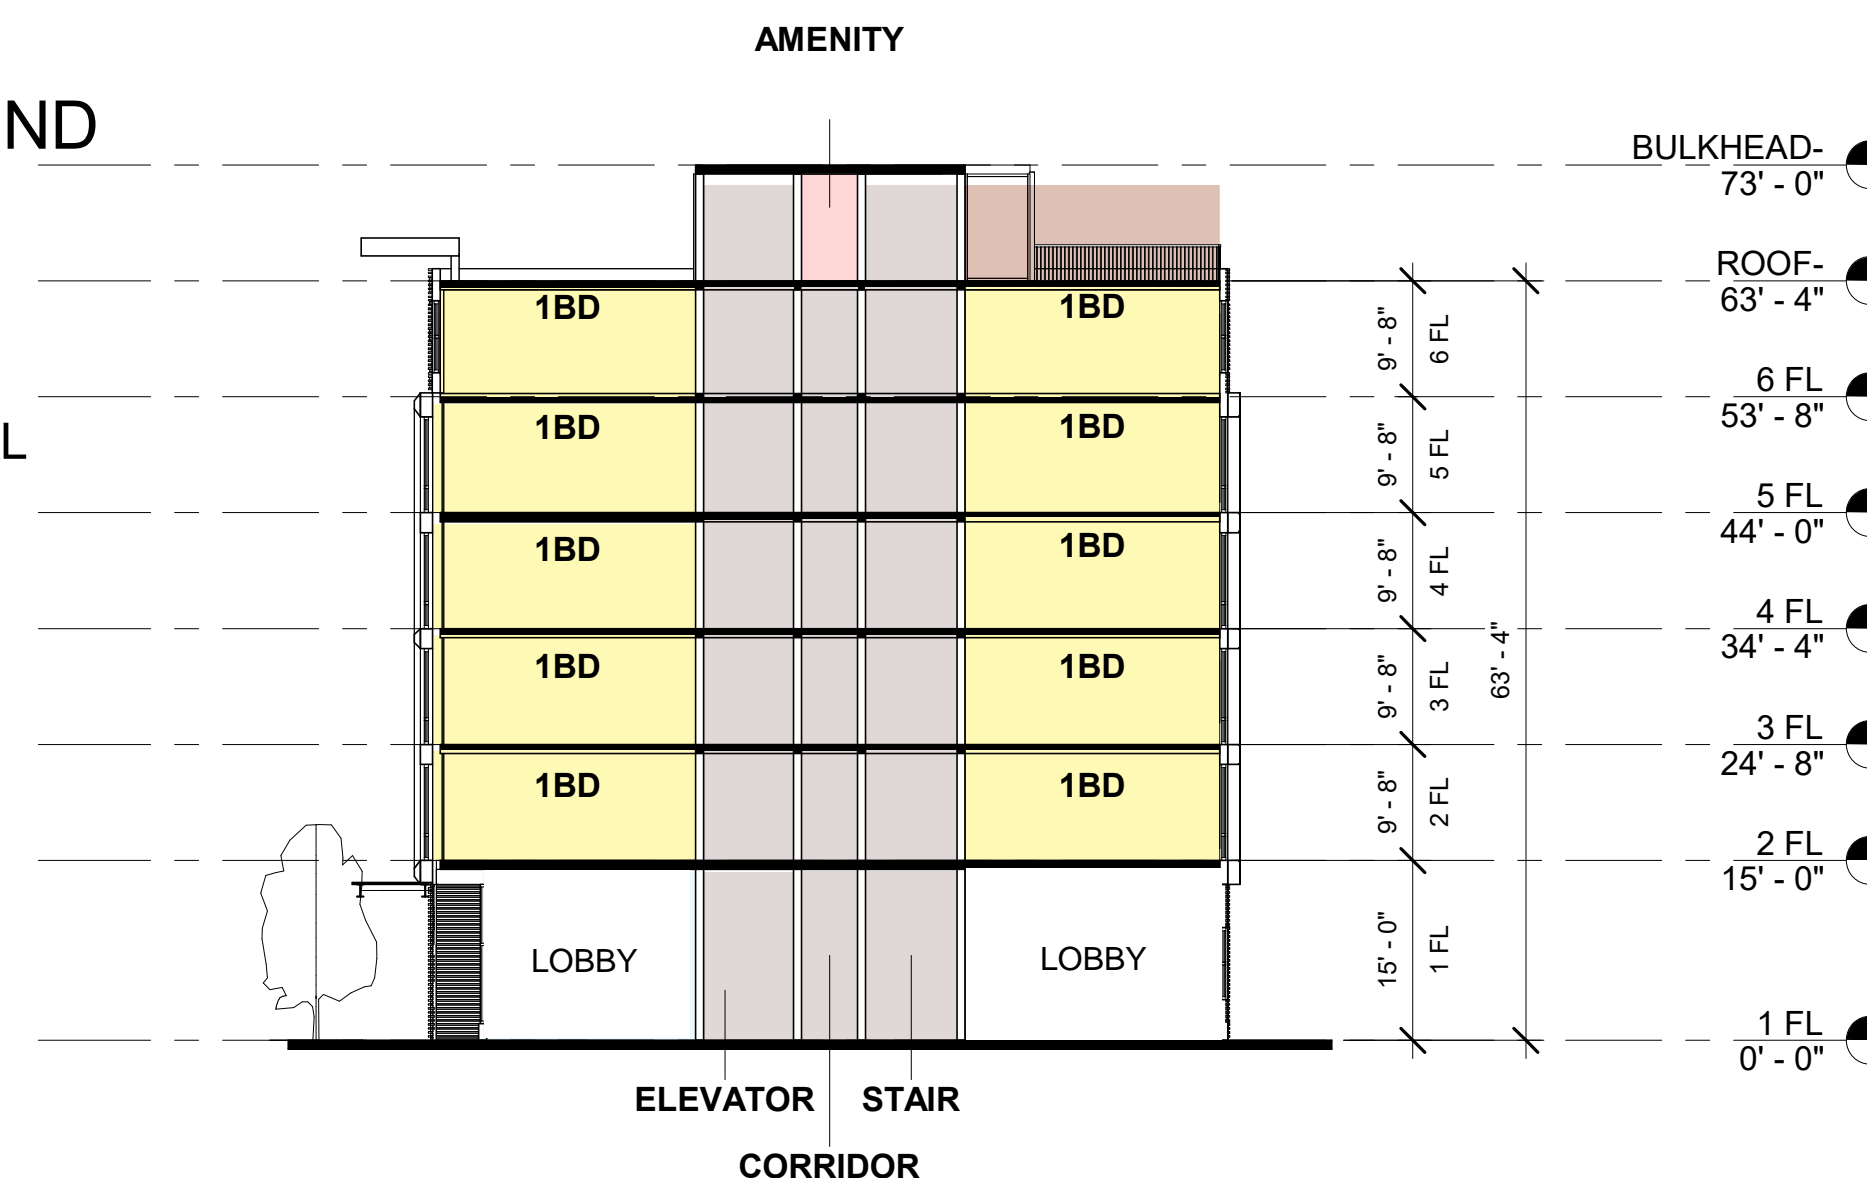 AMENITY
ND
BULKHEAD-
73' - 0"
ROOF-
63' - 4"
1BD
1BD
9' - 8"
6 FL
6 FL
53' - 8"
L
1BD
1BD
9' - 8"
5 FL
5 FL
44' - 0"
1BD
1BD
9' - 8"
4 FL
4 FL
34' - 4"
63' - 4"
1BD
1BD
9' - 8"
3 FL
3 FL
24' - 8"
1BD
1BD
9' - 8"
2 FL
2 FL
15' - 0"
LOBBY
LOBBY
15' - 0"
1 FL
1 FL
0' - 0"
ELEVATOR
STAIR
CORRIDOR